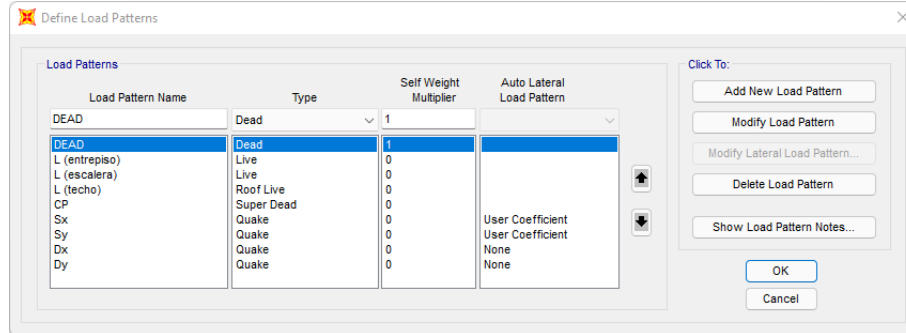 Define Load Patterns
Load Patterns
Click To:
Load Pattern Name
Type
Self Weight
Multiplier
Auto Lateral
Load Pattern
DEAD Dead 1
DEAD Dead 1
L (entrepiso) Live 0
L (escalera) Live 0
L (techo) Roof Live 0
CP Super Dead 0
Sx Quake 0 User Coefficient
Sy Quake 0 User Coefficient
Dx Quake 0 None
Dy Quake 0 None
Add New Load Pattern
Modify Load Pattern
Modify Lateral Load Pattern...
Delete Load Pattern
Show Load Pattern Notes...
OK
Cancel